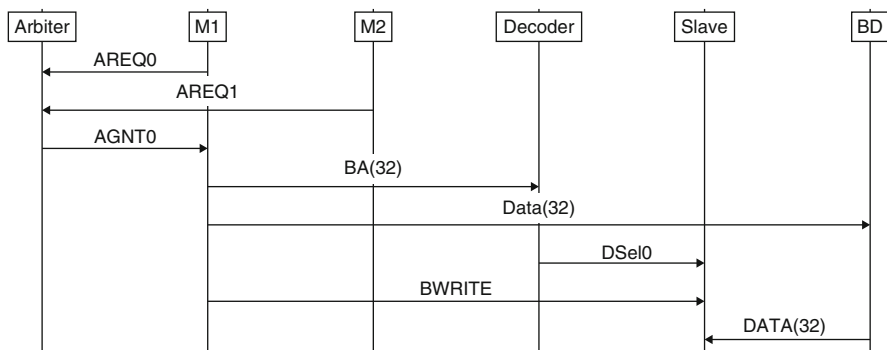 Arbiter M1 M2 Decoder Slave BD
AREQ0
AREQ1
AGNT0
BA(32)
Data(32)
DSel0
BWRITE
DATA(32)